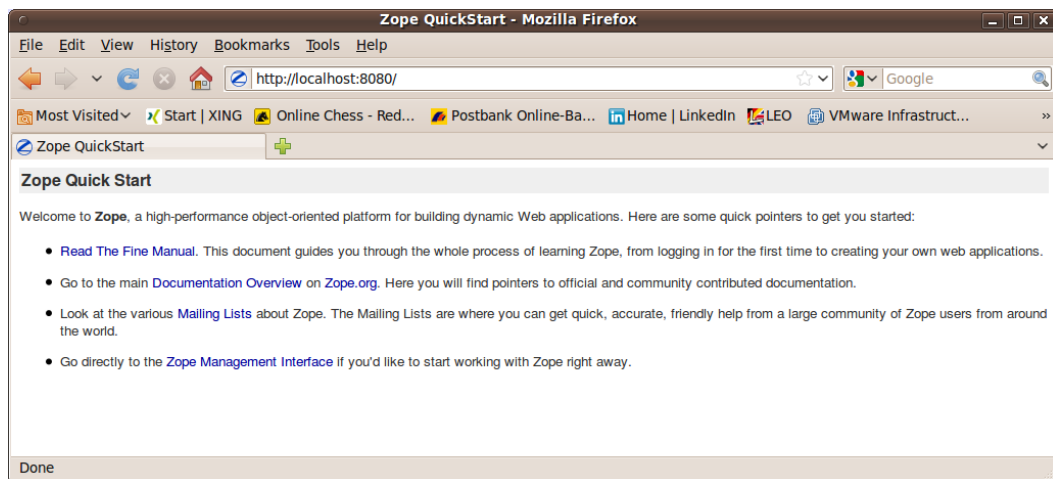 Zope QuickStart - Mozilla Firefox
File Edit View History Bookmarks Tools Help
http://localhost:8080/ Google
Most Visited Start | XING Online Chess - Red... Postbank Online-Ba... Home | LinkedIn LEO VMware Infrastruct... »
Zope QuickStart
Zope Quick Start
Welcome to Zope, a high-performance object-oriented platform for building dynamic Web applications. Here are some quick pointers to get you started:
• Read The Fine Manual. This document guides you through the whole process of learning Zope, from logging in for the first time to creating your own web applications.
• Go to the main Documentation Overview on Zope.org. Here you will find pointers to official and community contributed documentation.
• Look at the various Mailing Lists about Zope. The Mailing Lists are where you can get quick, accurate, friendly help from a large community of Zope users from around
the world.
• Go directly to the Zope Management Interface if you'd like to start working with Zope right away.
Done